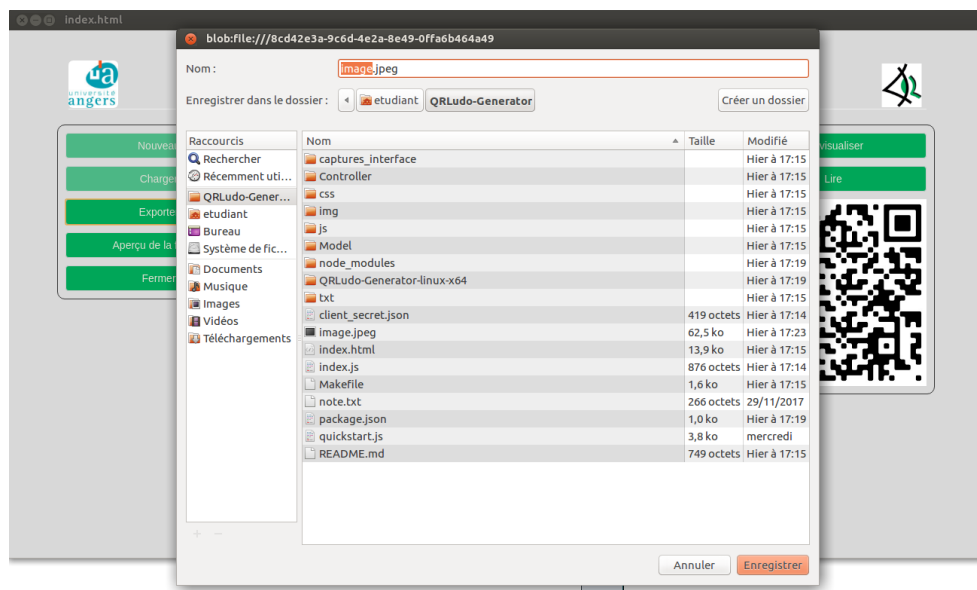 index.html
blob:file:///8cd42e3a-9c6d-4e2a-8e49-0ffa6b464a49
Nom :
image.jpeg
Enregistrer dans le dossier :
etudiant
QRLudo-Generator
Créer un dossier
université
angers
Nouveau
Charge
Exporte
Aperçu de la
Fermer
Raccourcis
Rechercher
Récemment uti...
QRLudo-Gener...
etudiant
Bureau
Système de fic...
Documents
Musique
Images
Vidéos
Téléchargements
Nom Taille Modifié
captures_interface Hier à 17:15
Controller Hier à 17:15
css Hier à 17:15
img Hier à 17:15
js Hier à 17:15
Model Hier à 17:15
node_modules Hier à 17:19
QRLudo-Generator-linux-x64 Hier à 17:19
txt Hier à 17:15
client_secret.json 419 octets Hier à 17:14
image.jpeg 62,5 ko Hier à 17:23
index.html 13,9 ko Hier à 17:15
index.js 876 octets Hier à 17:14
Makefile 1,6 ko Hier à 17:15
note.txt 266 octets 29/11/2017
package.json 1,0 ko Hier à 17:19
quickstart.js 3,8 ko mercredi
README.md 749 octets Hier à 17:15
visualiser
Lire
Annuler
Enregistrer